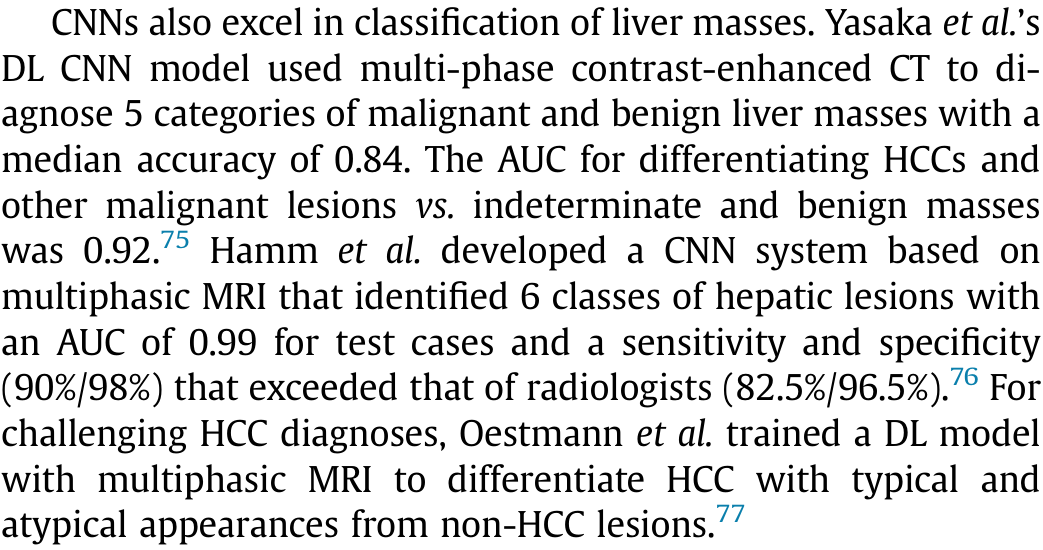 CNNs also excel in classification of liver masses. Yasaka et al.'s
DL CNN model used multi-phase contrast-enhanced CT to di-
agnose 5 categories of malignant and benign liver masses with a
median accuracy of 0.84. The AUC for differentiating HCCs and
other malignant lesions vs. indeterminate and benign masses
was 0.92.75 Hamm et al. developed a CNN system based on
multiphasic MRI that identified 6 classes of hepatic lesions with
an AUC of 0.99 for test cases and a sensitivity and specificity
(90%/98%) that exceeded that of radiologists (82.5%/96.5%).76 For
challenging HCC diagnoses, Oestmann et al. trained a DL model
with multiphasic MRI to differentiate HCC with typical and
atypical appearances from non-HCC lesions.77